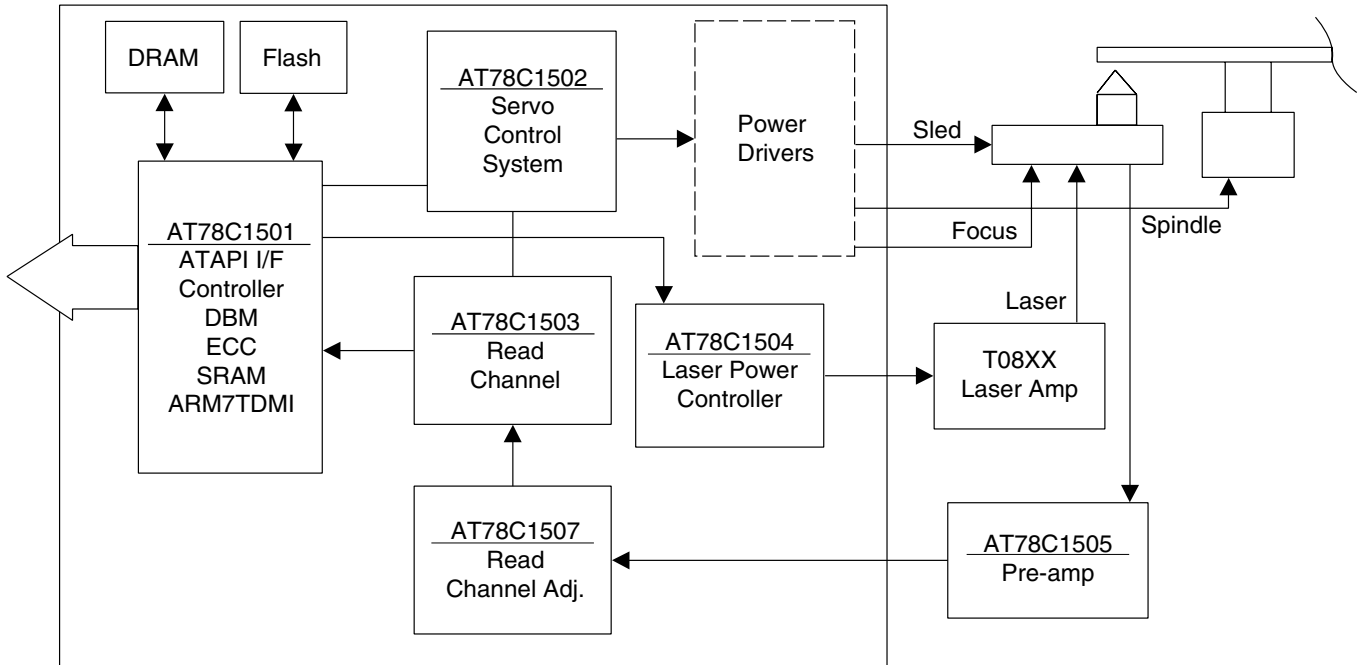 DRAM
Flash
AT78C1502
Servo
Control
System
Power
Drivers
Sled
Focus
Spindle
AT78C1501
ATAPI I/F
Controller
DBM
ECC
SRAM
ARM7TDMI
AT78C1503
Read
Channel
AT78C1504
Laser Power
Controller
Laser
T08XX
Laser Amp
AT78C1507
Read
Channel Adj.
AT78C1505
Pre-amp